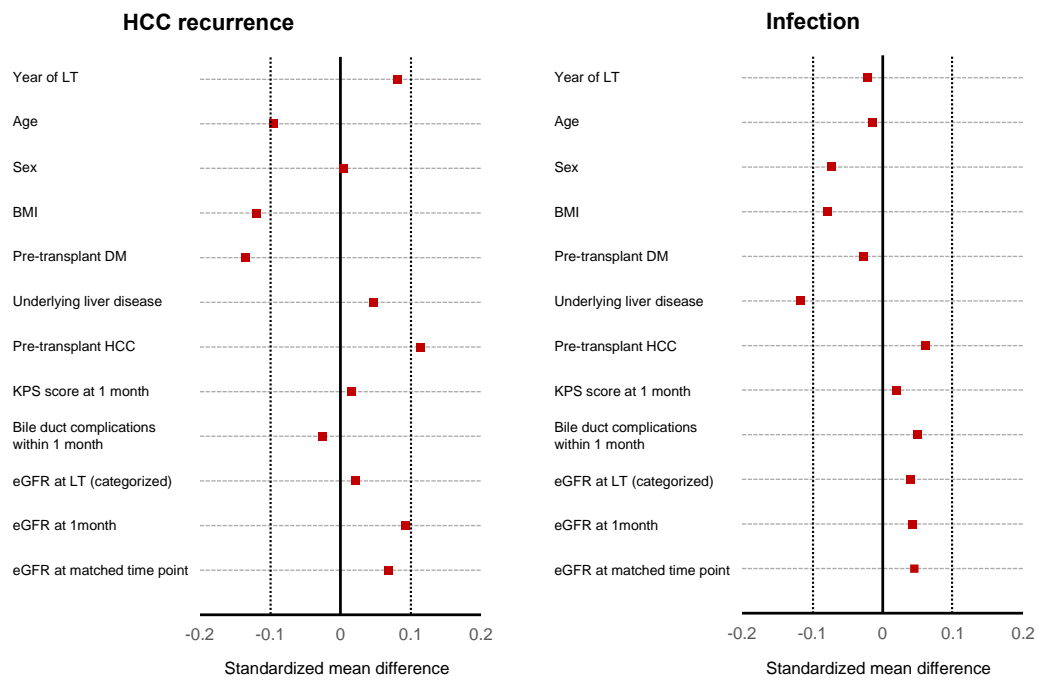 HCC recurrence
Year of LT
Age
Sex
BMI
Pre-transplant DM
Underlying liver disease
Pre-transplant HCC
KPS score at 1 month
Bile duct complications
within 1 month
eGFR at LT (categorized)
eGFR at 1month
eGFR at matched time point
-0.2 -0.1 0 0.1 0.2
Standardized mean difference
Infection
Year of LT
Age
Sex
BMI
Pre-transplant DM
Underlying liver disease
Pre-transplant HCC
KPS score at 1 month
Bile duct complications
within 1 month
eGFR at LT (categorized)
eGFR at 1month
eGFR at matched time point
-0.2 -0.1 0 0.1 0.2
Standardized mean difference